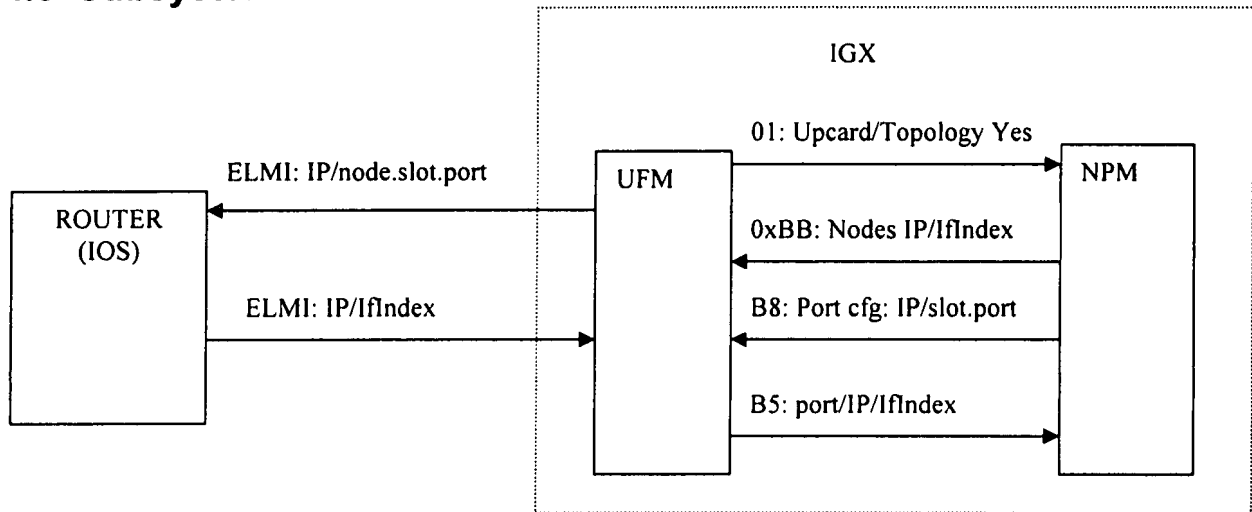 IGX
01: Upcard/Topology Yes
ELMI: IP/node.slot.port
UFM
NPM
ROUTER
(IOS)
0xBB: Nodes IP/IfIndex
ELMI: IP/IfIndex
B8: Port cfg: IP/slot.port
B5: port/IP/IfIndex